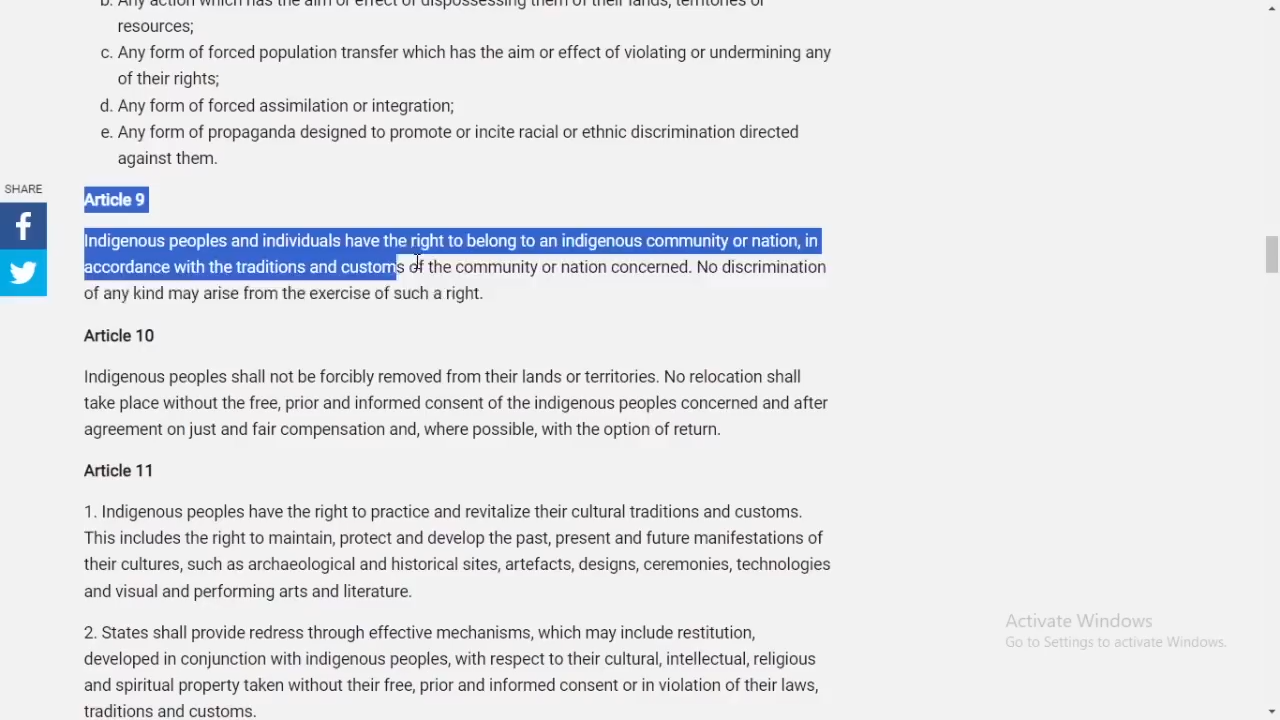 b. Any action which has the aim or effect of dispossessing them of their lands, territories or
resources;
c. Any form of forced population transfer which has the aim or effect of violating or undermining any
of their rights;
d. Any form of forced assimilation or integration;
e. Any form of propaganda designed to promote or incite racial or ethnic discrimination directed
against them.
SHARE
Article 9
Indigenous peoples and individuals have the right to belong to an indigenous community or nation, in
accordance with the traditions and customs of the community or nation concerned. No discrimination
of any kind may arise from the exercise of such a right.
Article 10
Indigenous peoples shall not be forcibly removed from their lands or territories. No relocation shall
take place without the free, prior and informed consent of the indigenous peoples concerned and after
agreement on just and fair compensation and, where possible, with the option of return.
Article 11
1. Indigenous peoples have the right to practice and revitalize their cultural traditions and customs.
This includes the right to maintain, protect and develop the past, present and future manifestations of
their cultures, such as archaeological and historical sites, artefacts, designs, ceremonies, technologies
and visual and performing arts and literature.
2. States shall provide redress through effective mechanisms, which may include restitution,
developed in conjunction with indigenous peoples, with respect to their cultural, intellectual, religious
and spiritual property taken without their free, prior and informed consent or in violation of their laws,
traditions and customs.
Activate Windows
Go to Settings to activate Windows.